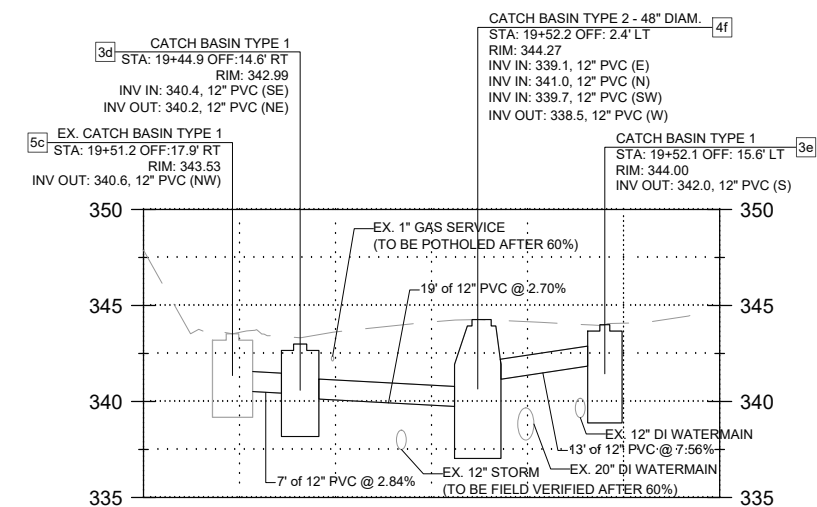 CATCH BASIN TYPE 2 - 48" DIAM.
4f
STA: 19+52.2 OFF: 2.4' LT
RIM: 344.27
INV IN: 339.1, 12" PVC (E)
INV IN: 341.0, 12" PVC (N)
INV IN: 339.7, 12" PVC (SW)
INV OUT: 338.5, 12" PVC (W)
3d
CATCH BASIN TYPE 1
STA: 19+44.9 OFF:14.6' RT
RIM: 342.99
INV IN: 340.4, 12" PVC (SE)
INV OUT: 340.2, 12" PVC (NE)
5c
EX. CATCH BASIN TYPE 1
STA: 19+51.2 OFF:17.9' RT
RIM: 343.53
INV OUT: 340.6, 12" PVC (NW)
CATCH BASIN TYPE 1
3e
STA: 19+52.1 OFF: 15.6' LT
RIM: 344.00
INV OUT: 342.0, 12" PVC (S)
350
350
EX. 1" GAS SERVICE
(TO BE POTHOLED AFTER 60%)
19' of 12" PVC @ 2.70%
345
345
340
340
EX. 12" DI WATERMAIN
13' of 12" PVC @ 7.56%
EX. 20" DI WATERMAIN
EX. 12" STORM
(TO BE FIELD VERIFIED AFTER 60%)
7' of 12" PVC @ 2.84%
335
335